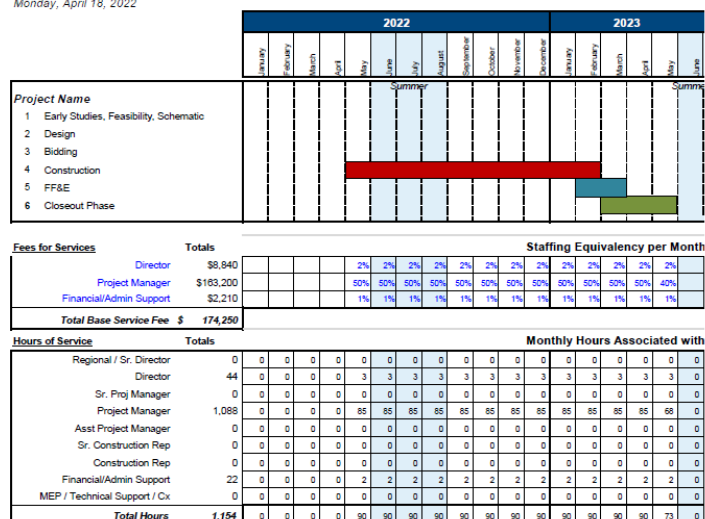 Monday, April 18, 2022
2022 2023
January February March April May June July August September October November December January February March April May June
Summer Summe
Project Name
1 Early Studies, Feasibility, Schematic
2 Design
3 Bidding
4 Construction
5 FF&E
6 Closeout Phase
Fees for Services Totals Staffing Equivalency per Month
Director $8,840 2% 2% 2% 2% 2% 2% 2% 2% 2% 2% 2% 2% 2%
Project Manager $163,200 50% 50% 50% 50% 50% 50% 50% 50% 50% 50% 50% 50% 40%
Financial/Admin Support $2,210 1% 1% 1% 1% 1% 1% 1% 1% 1% 1% 1% 1% 1%
Total Base Service Fee $ 174,250
Hours of Service Totals Monthly Hours Associated with
Regional / Sr. Director 0 0 0 0 0 0 0 0 0 0 0 0 0 0 0 0 0 0 0
Director 44 0 0 0 0 3 3 3 3 3 3 3 3 3 3 3 3 3 0
Sr. Proj Manager 0 0 0 0 0 0 0 0 0 0 0 0 0 0 0 0 0 0 0
Project Manager 1,088 0 0 0 0 85 85 85 85 85 85 85 85 85 85 85 85 68 0
Asst Project Manager 0 0 0 0 0 0 0 0 0 0 0 0 0 0 0 0 0 0 0
Sr. Construction Rep 0 0 0 0 0 0 0 0 0 0 0 0 0 0 0 0 0 0 0
Construction Rep 0 0 0 0 0 0 0 0 0 0 0 0 0 0 0 0 0 0 0
Financial/Admin Support 22 0 0 0 0 2 2 2 2 2 2 2 2 2 2 2 2 2 0
MEP / Technical Support / Cx 0 0 0 0 0 0 0 0 0 0 0 0 0 0 0 0 0 0 0
Total Hours 1,154 0 0 0 0 90 90 90 90 90 90 90 90 90 90 90 90 73 0